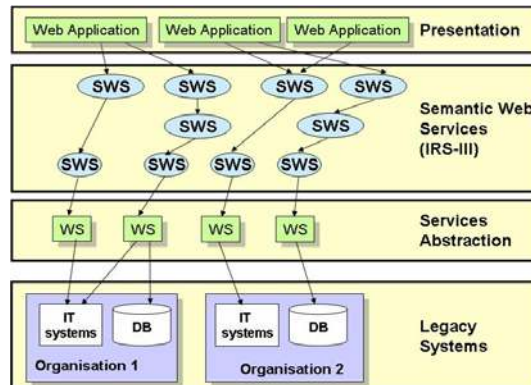 Web Application
Web Application
Web Application
Presentation
SWS
SWS
SWS
SWS
SWS
SWS
SWS
SWS
SWS
SWS
Semantic Web
Services
(IRS-III)
WS
WS
WS
WS
Services
Abstraction
IT
systems
DB
Organisation 1
IT
systems
DB
Organisation 2
Legacy
Systems